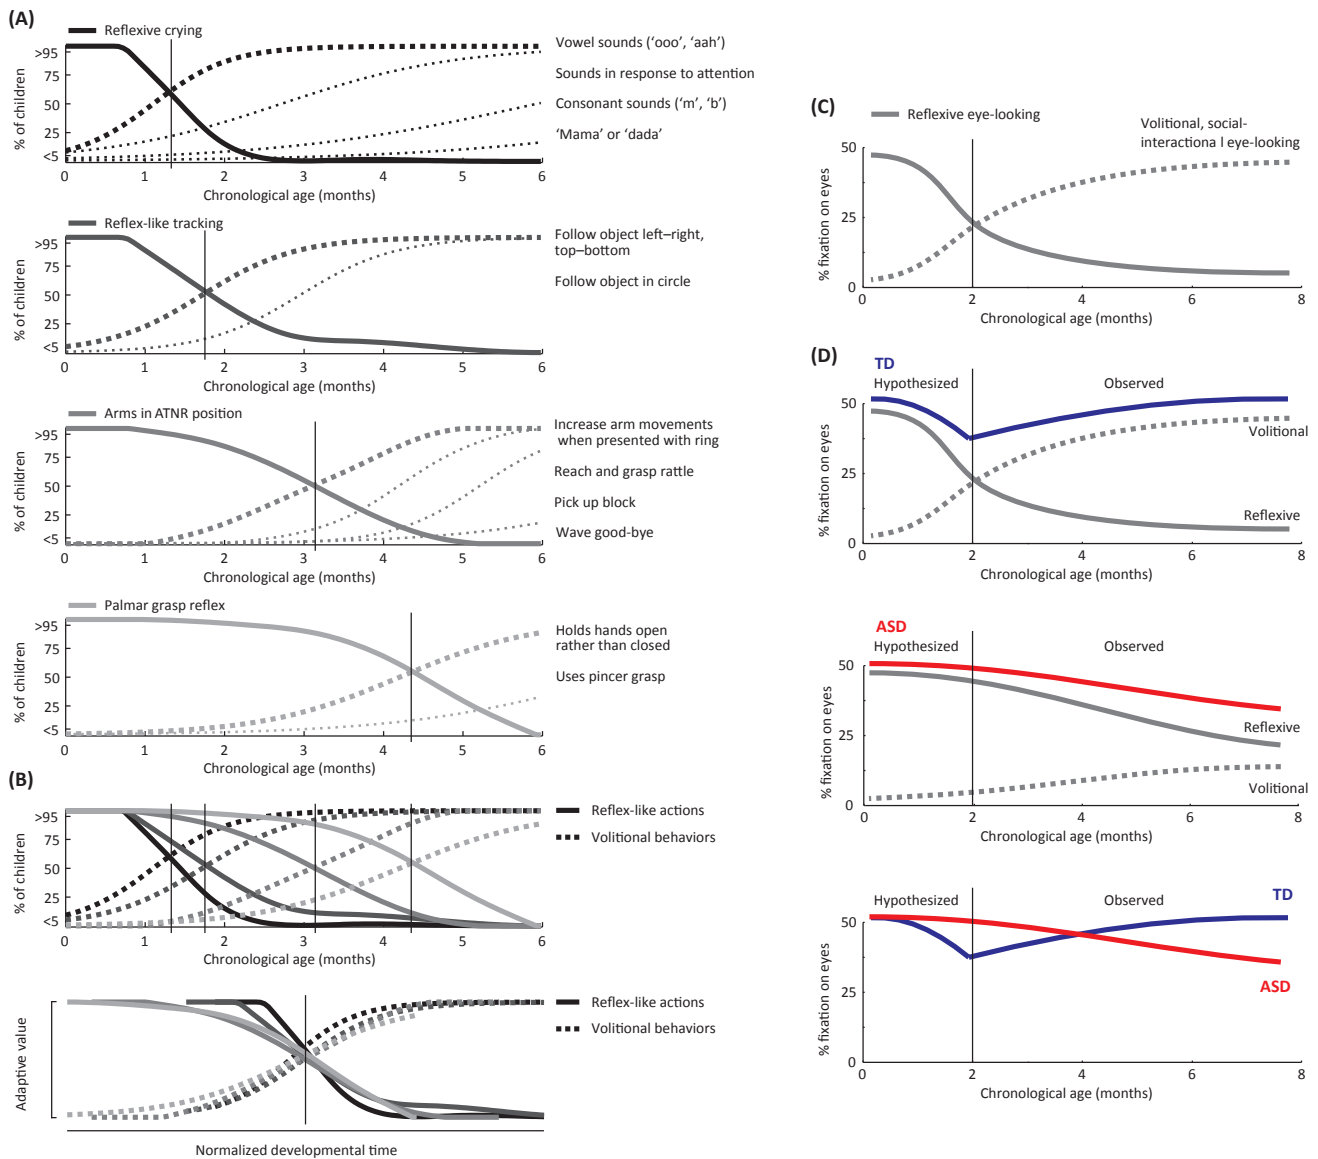 (A)
Reflexive crying
% of children
>95
75
50
25
<5
0 1 2 3 4 5 6
Chronological age (months)
Vowel sounds (‘ooo’, ‘aah’)
Sounds in response to attention
Consonant sounds (‘m’, ‘b’)
‘Mama’ or ‘dada’
Reflex-like tracking
% of children
>95
75
50
25
<5
0 1 2 3 4 5 6
Chronological age (months)
Follow object left–right,
top–bottom
Follow object in circle
Arms in ATNR position
% of children
>95
75
50
25
<5
0 1 2 3 4 5 6
Chronological age (months)
Increase arm movements
when presented with ring
Reach and grasp rattle
Pick up block
Wave good-bye
Palmar grasp reflex
% of children
>95
75
50
25
<5
0 1 2 3 4 5 6
Chronological age (months)
Holds hands open
rather than closed
Uses pincer grasp
(B)
% of children
>95
75
50
25
<5
0 1 2 3 4 5 6
Chronological age (months)
Reflex-like actions
Volitional behaviors
Adaptive value
Reflex-like actions
Volitional behaviors
Normalized developmental time
(C)
Reflexive eye-looking
Volitional, social-
interactiona l eye-looking
% fixation on eyes
50
25
0
0 2 4 6 8
Chronological age (months)
(D)
TD
Hypothesized Observed
% fixation on eyes
50
25
0
Volitional
Reflexive
0 2 4 6 8
Chronological age (months)
ASD
Hypothesized Observed
% fixation on eyes
50
25
0
Reflexive
Volitional
0 2 4 6 8
Chronological age (months)
Hypothesized Observed TD
% fixation on eyes
50
25
0
ASD
0 2 4 6 8
Chronological age (months)